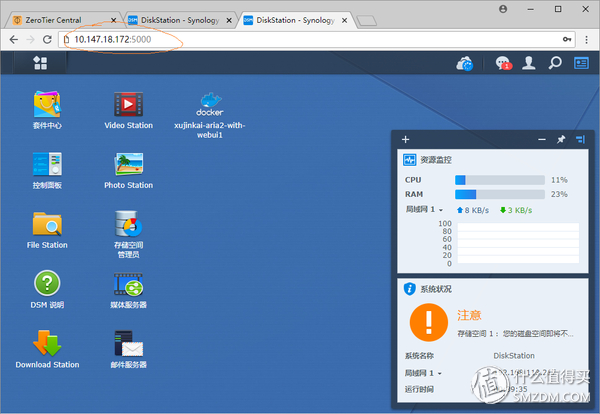 ZeroTier Central
DiskStation - Synology
DiskStation - Synology
10.147.18.172:5000
1
套件中心
Video Station
docker
xujinkai-aria2-with-
webui1
控制面板
Photo Station
File Station
存储空间
管理员
DSM 说明
媒体服务器
Download Station
邮件服务器
资源监控
CPU
11%
RAM
23%
局域网 1
8 KB/s
3 KB/s
100
80
60
40
20
0
系统状况
注意
存储空间 1： 您的磁盘空间即将不...
系统名称
DiskStation
局域网 1
运行时间
值 什么值得买
SMZDM.COM